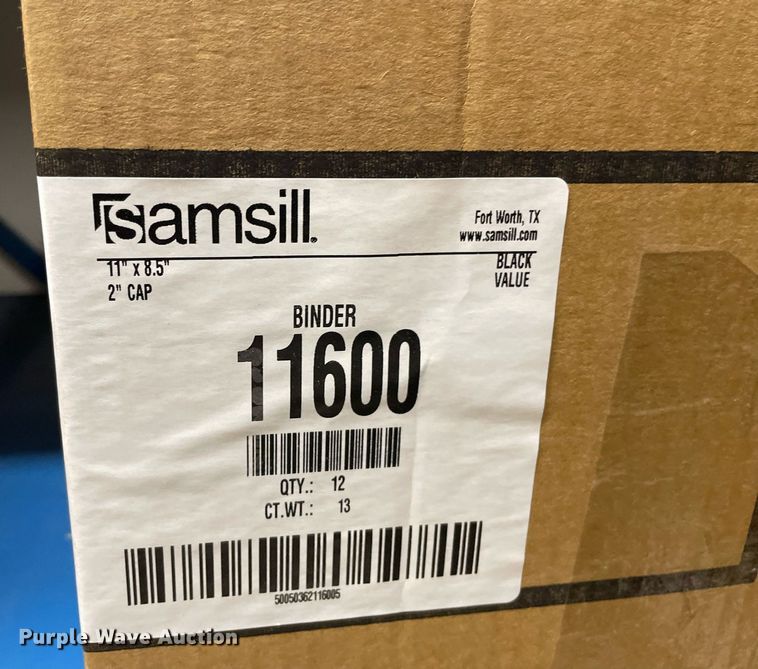 samsill.
Fort Worth, TX
www.samsill.com
11" x 8.5"
BLACK
2" CAP
VALUE
BINDER
11600
QTY.: 12
CT.WT.: 13
50050362116005
Purple Wave Auction